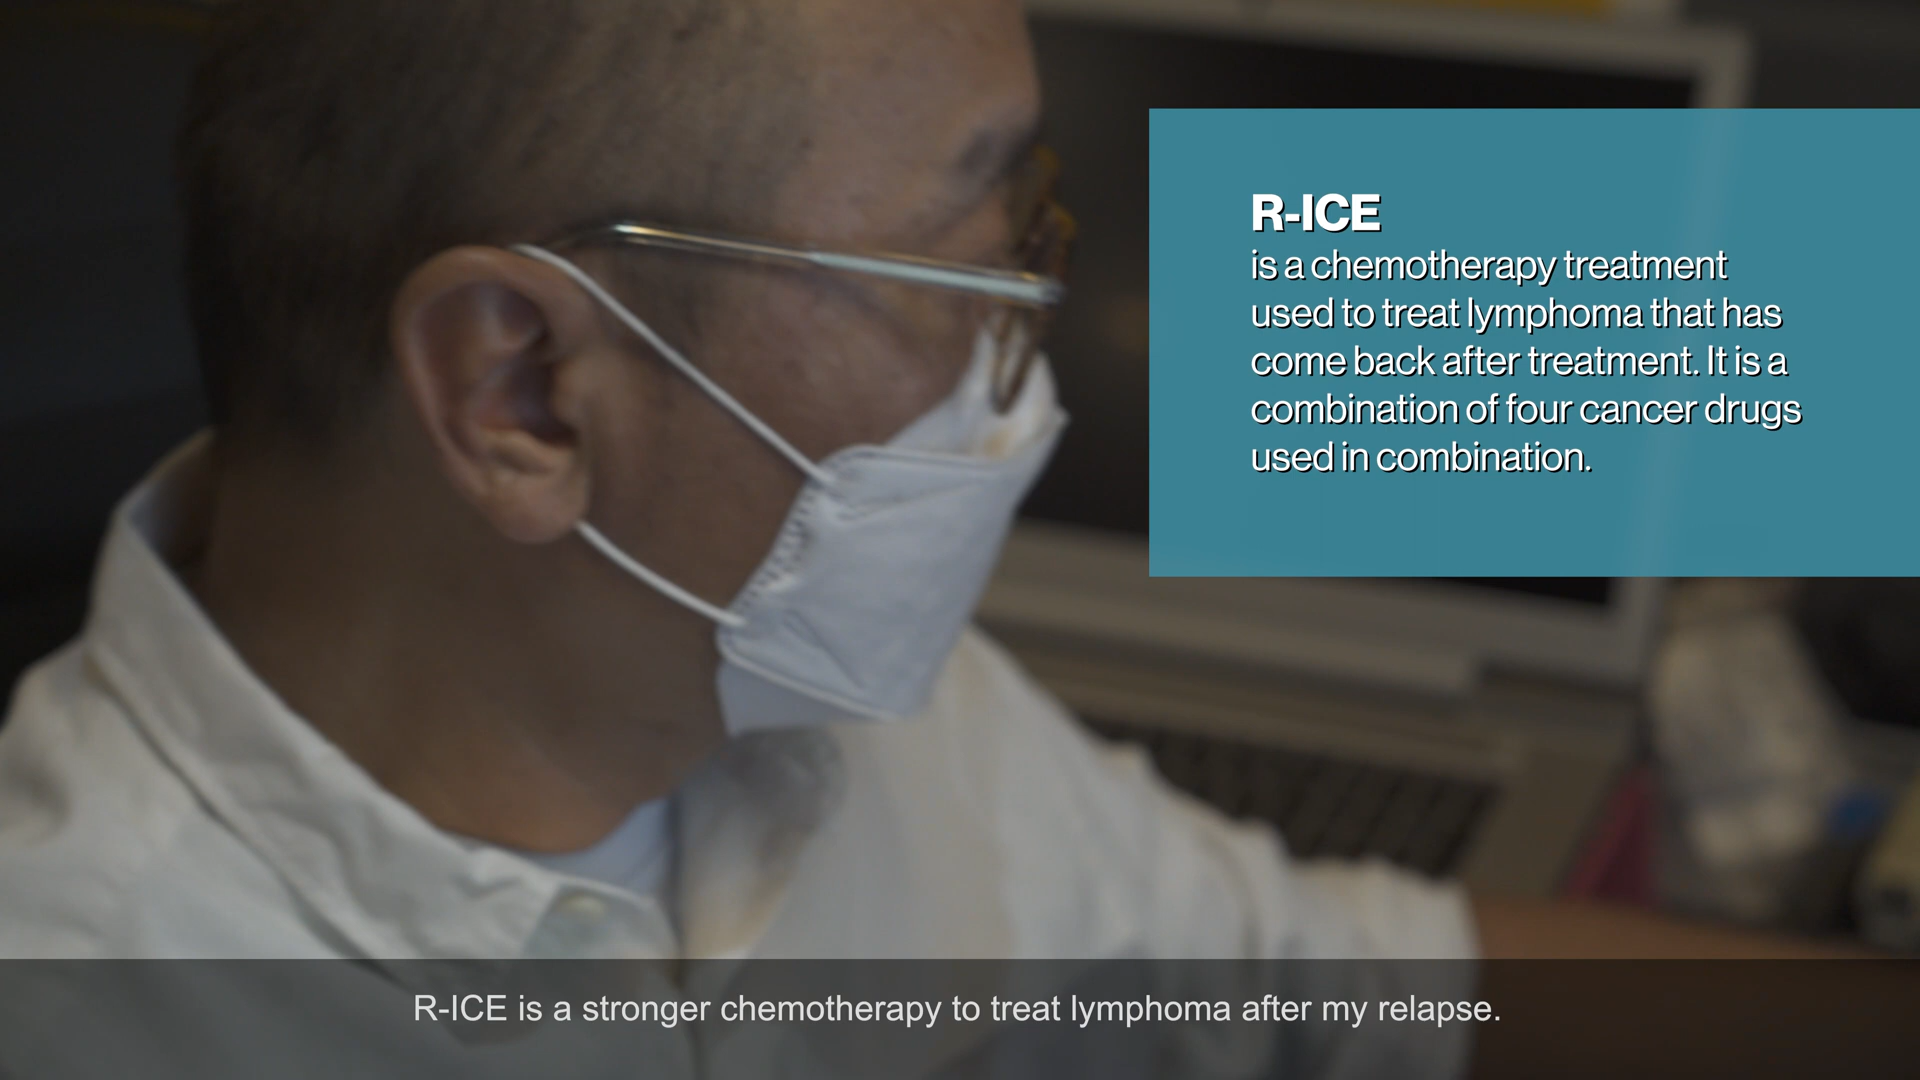 R-ICE
is a chemotherapy treatment
used to treat lymphoma that has
come back after treatment. It is a
combination of four cancer drugs
used in combination.
R-ICE is a stronger chemotherapy to treat lymphoma after my relapse.